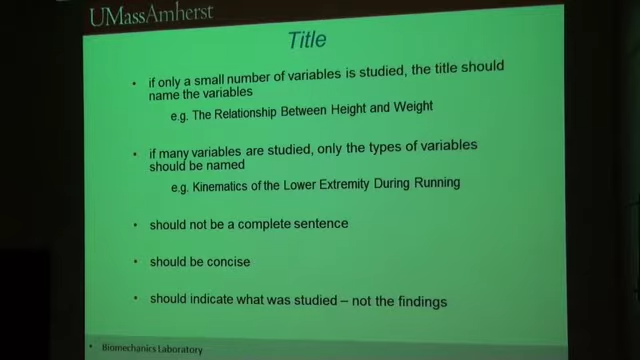 UMassAmherst
Title
• if only a small number of variables is studied, the title should
name the variables
e.g. The Relationship Between Height and Weight
• if many variables are studied, only the types of variables
should be named
e.g. Kinematics of the Lower Extremity During Running
• should not be a complete sentence
• should be concise
• should indicate what was studied – not the findings
• Biomechanics Laboratory